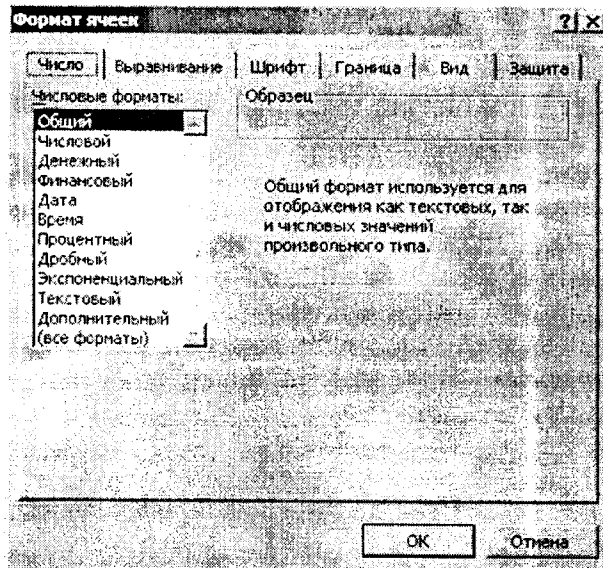 Формат ячеек
Число Выравнивание Шрифт Граница Вид Защита
Числовые форматы:
Общий
Числовой
Денежный
Финансовый
Дата
Время
Процентный
Дробный
Экспоненциальный
Текстовый
Дополнительный
(все форматы)
Образец
Общий формат используется для
отображения как текстовых, так
и числовых значений
произвольного типа.
ОК Отмена